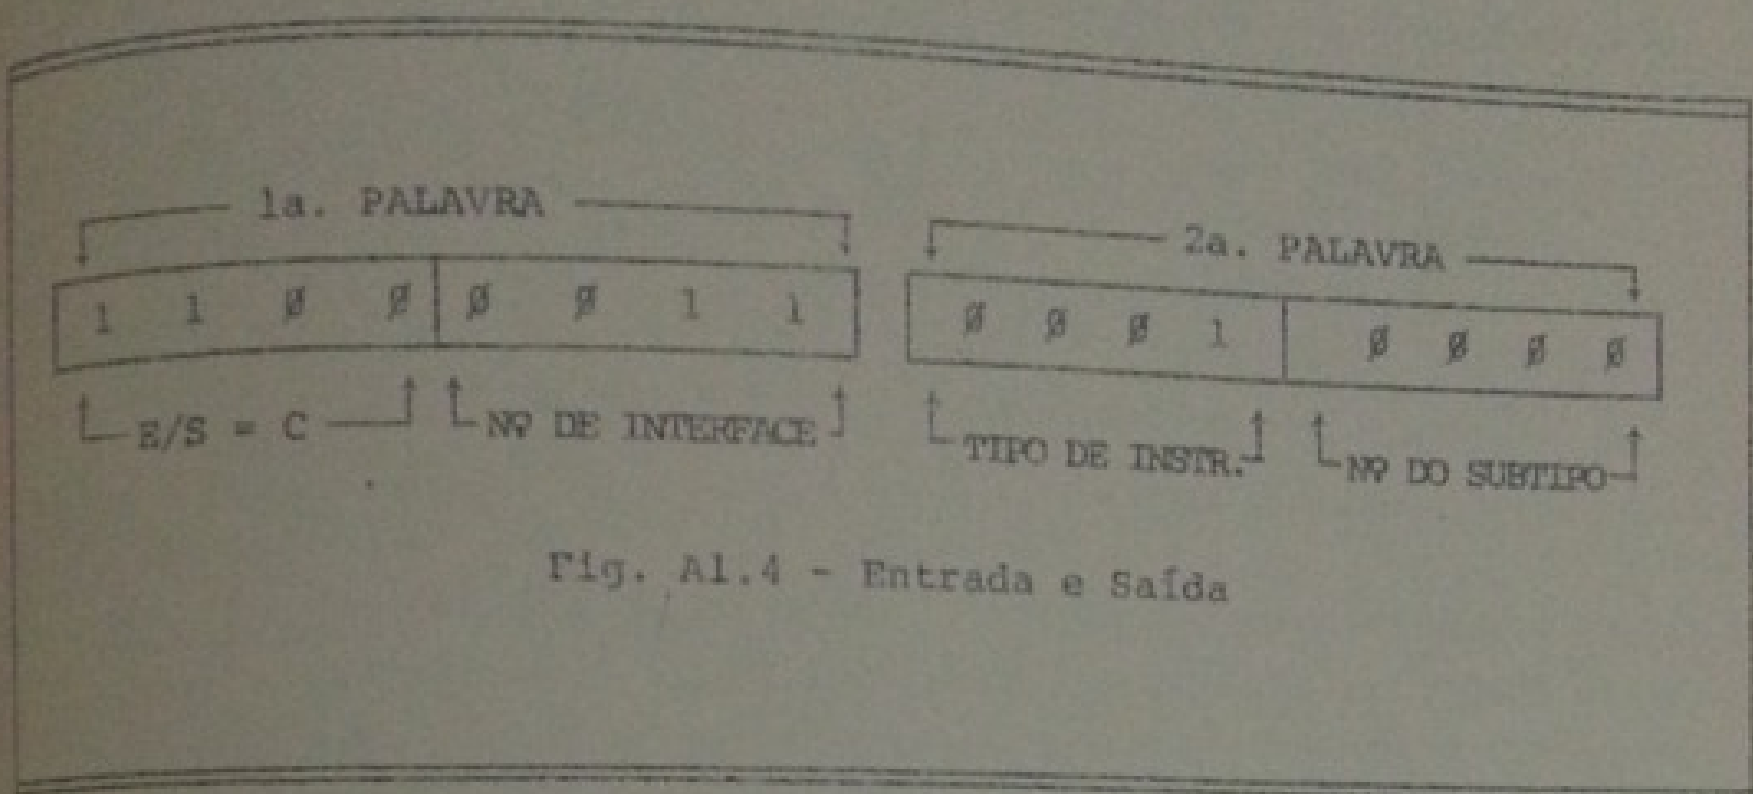 1a. PALAVRA
2a. PALAVRA
1 1 Ø Ø Ø Ø 1 1
Ø Ø Ø 1 Ø Ø Ø Ø
E/S = C
Nº DE INTERFACE
TIPO DE INSTR.
Nº DO SUBTIPO
Fig. A1.4 - Entrada e Saída